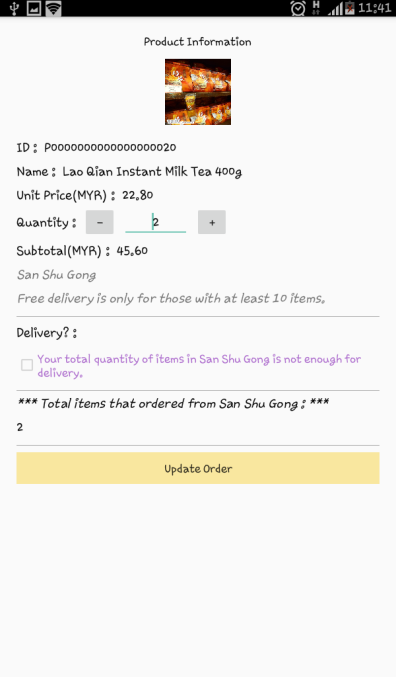 11:41
Product Information
ID : P0000000000000000020
Name : Lao Qian Instant Milk Tea 400g
Unit Price(MYR) : 22.80
Quantity :
-
2
+
Subtotal(MYR) : 45.60
San Shu Gong
Free delivery is only for those with at least 10 items.
Delivery? :
Your total quantity of items in San Shu Gong is not enough for
delivery.
*** Total items that ordered from San Shu Gong : ***
2
Update Order